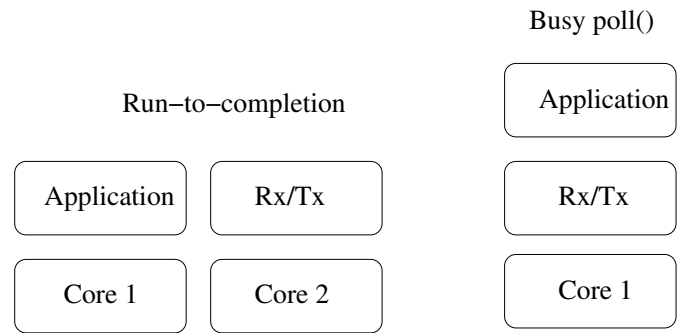 Busy poll()
Application
Run−to−completion
Application Rx/Tx Rx/Tx
Core 1 Core 2 Core 1